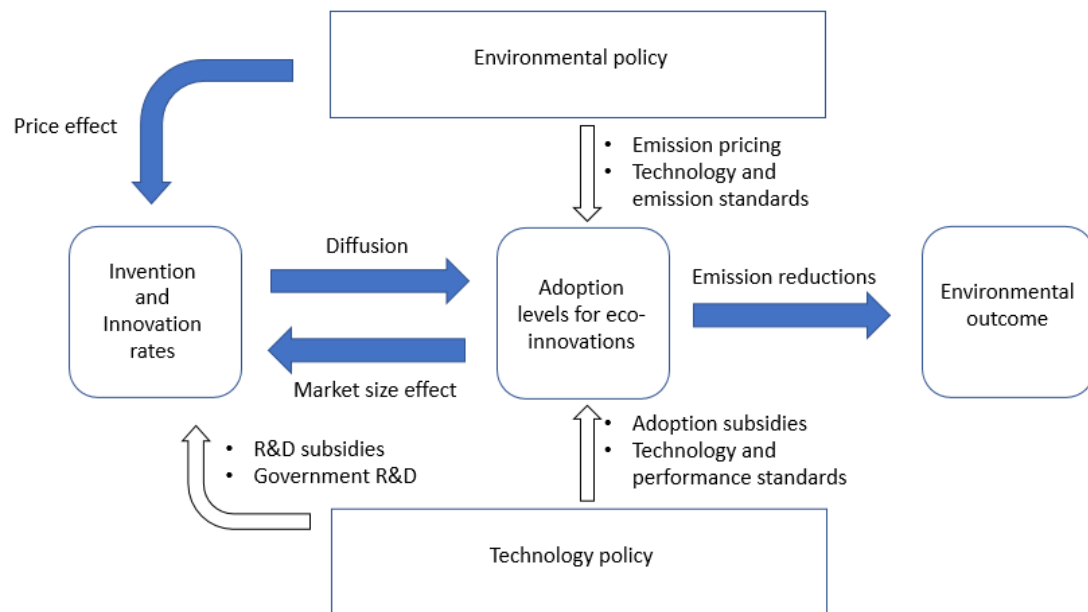 Environmental policy
Price effect
• Emission pricing
• Technology and
emission standards
Invention
and
Innovation
rates
Diffusion
Adoption
levels for eco-
innovations
Emission reductions
Environmental
outcome
Market size effect
• R&D subsidies
• Government R&D
• Adoption subsidies
• Technology and
performance standards
Technology policy